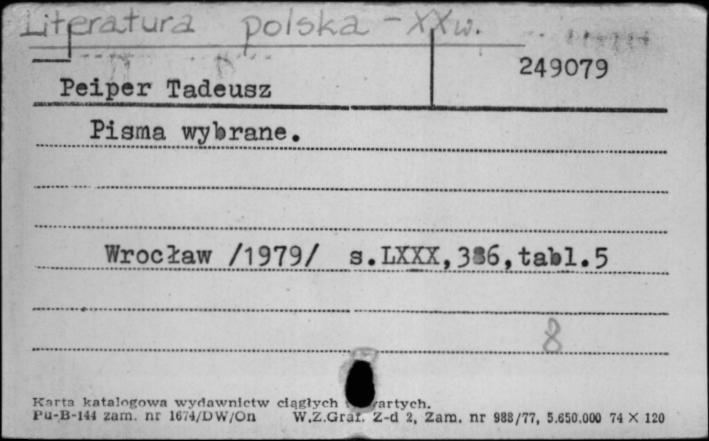 Literatura polska - XXw.
249079
Peiper Tadeusz
Pisma wybrane.
Wrocław /1979/ s.LXXX,386,tabl.5
8
Karta katalogowa wydawnictw ciągłych
Pu-B-144 zam. nr 1674/DW/On W.Z.Graf. Z-d 2, Zam. nr 988/77, 5.650.000 74 X 120